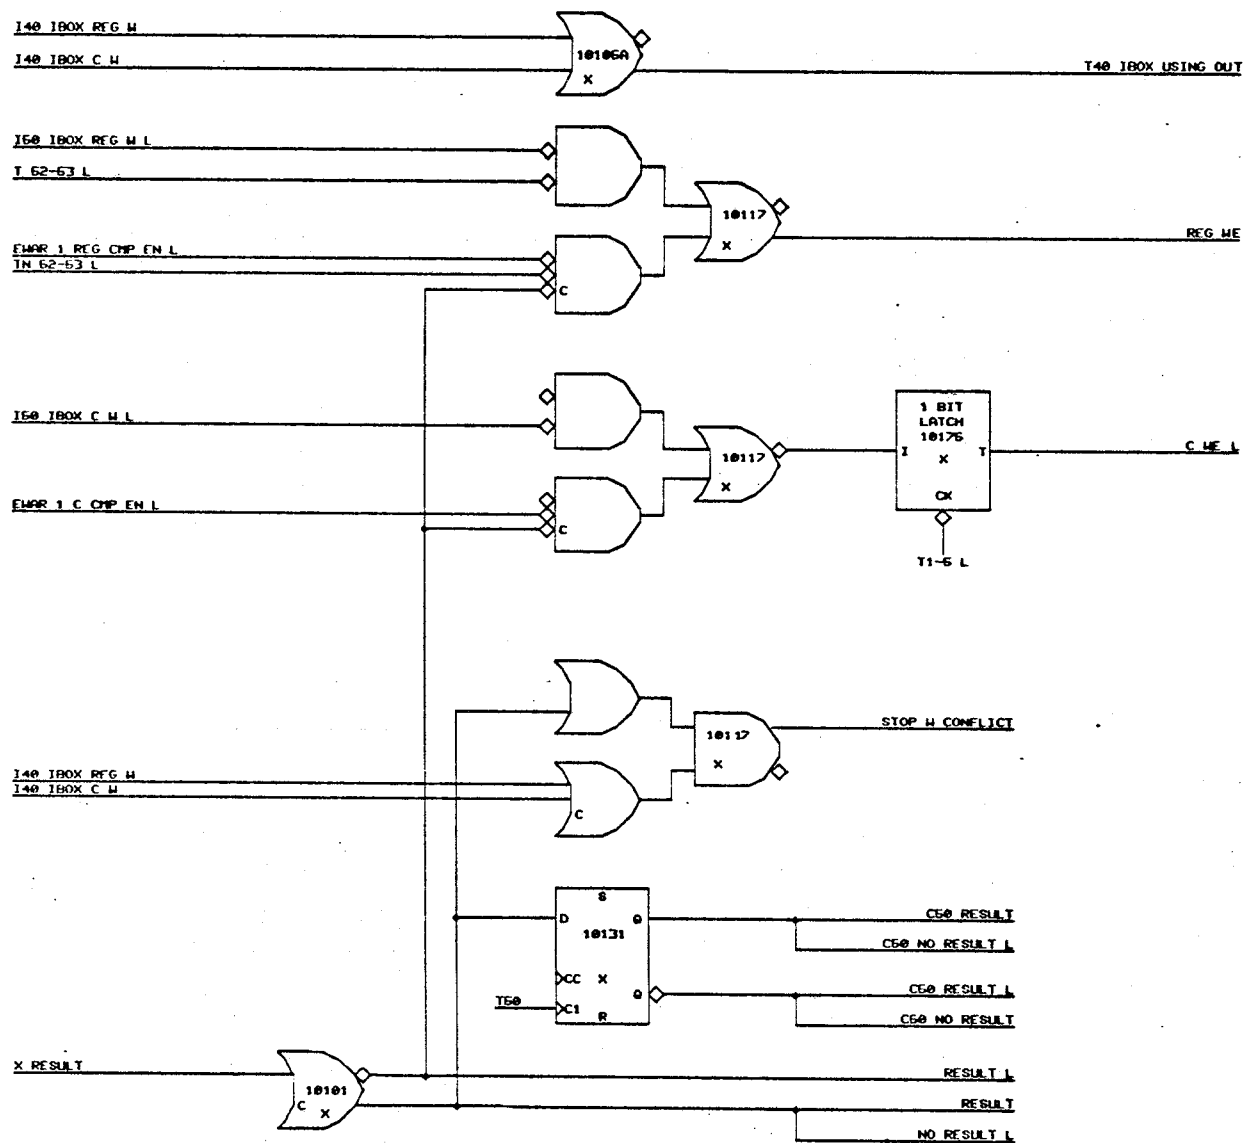 I40 IBOX REG W
I40 IBOX C W
10106A
X
T40 IBOX USING OUT
I60 IBOX REG W L
T 62-63 L
10117
X
REG WE
EWAR 1 REG CMP EN L
TN 62-63 L
C
I60 IBOX C W L
10117
X
1 BIT
LATCH
10176
I X T
CK
C WE L
T1-6 L
EWAR 1 C CMP EN L
C
10117
X
STOP W CONFLICT
I40 IBOX REG W
I40 IBOX C W
C
S
D Q
10131
CC X
Q
T60
C1
R
C60 RESULT
C60 NO RESULT L
C60 RESULT L
C60 NO RESULT
X RESULT
10101
C X
RESULT L
RESULT
NO RESULT L